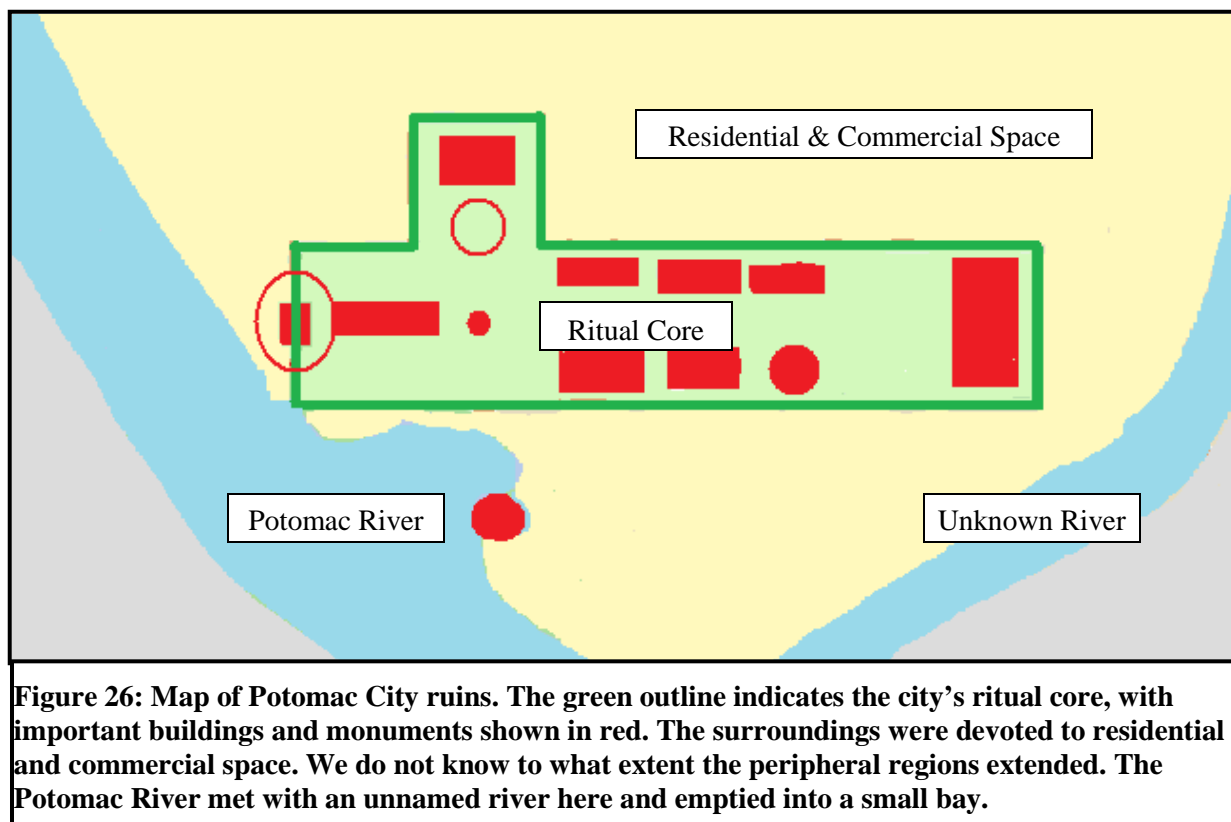 Residential & Commercial Space
Ritual Core
Potomac River
Unknown River
Figure 26: Map of Potomac City ruins. The green outline indicates the city's ritual core, with
important buildings and monuments shown in red. The surroundings were devoted to residential
and commercial space. We do not know to what extent the peripheral regions extended. The
Potomac River met with an unnamed river here and emptied into a small bay.